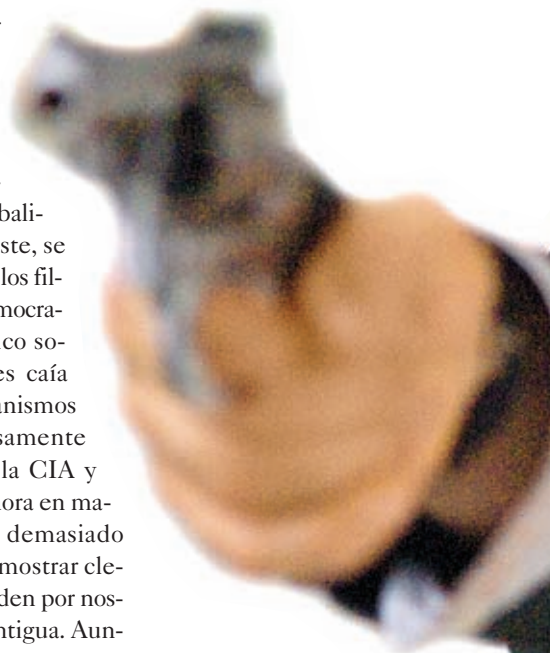 bali-
ste, se
los fil-
mocra-
ico so-
es caía
anismos
samente
la CIA y
ora en ma-
demasiado
mostrar cle-
den por nos-
ntigua. Aun-